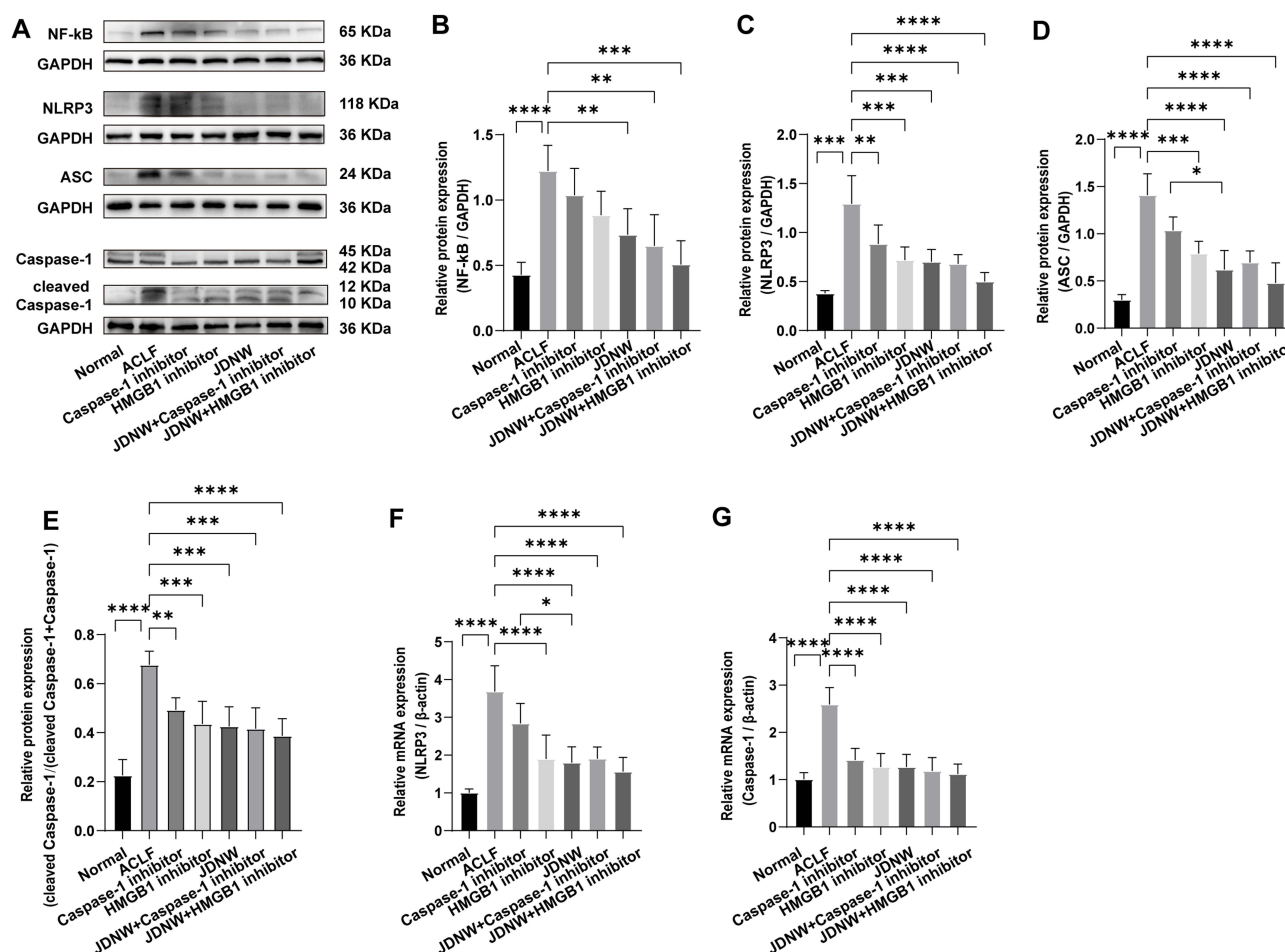 A
NF-kB 65 KDa
GAPDH 36 KDa
NLRP3 118 KDa
GAPDH 36 KDa
ASC 24 KDa
GAPDH 36 KDa
Caspase-1 45 KDa
42 KDa
cleaved 12 KDa
Caspase-1 10 KDa
GAPDH 36 KDa
Normal
ACLF
Caspase-1 inhibitor
HMGB1 inhibitor
JDNW
JDNW+Caspase-1 inhibitor
JDNW+HMGB1 inhibitor
B
***
**
**** **
1.5
1.0
0.5
0.0
Relative protein expression
(NF-kB / GAPDH)
Normal
ACLF
Caspase-1 inhibitor
HMGB1 inhibitor
JDNW
JDNW+Caspase-1 inhibitor
JDNW+HMGB1 inhibitor
C
****
****
***
***
*** **
2.0
1.5
1.0
0.5
0.0
Relative protein expression
(NLRP3 / GAPDH)
Normal
ACLF
Caspase-1 inhibitor
HMGB1 inhibitor
JDNW
JDNW+Caspase-1 inhibitor
JDNW+HMGB1 inhibitor
D
****
****
****
**** ***
*
2.0
1.5
1.0
0.5
0.0
Relative protein expression
(ASC / GAPDH)
Normal
ACLF
Caspase-1 inhibitor
HMGB1 inhibitor
JDNW
JDNW+Caspase-1 inhibitor
JDNW+HMGB1 inhibitor
E
****
***
***
***
**** **
0.8
0.6
0.4
0.2
0.0
Relative protein expression
(cleaved Caspase-1/(cleaved Caspase-1+Caspase-1)
Normal
ACLF
Caspase-1 inhibitor
HMGB1 inhibitor
JDNW
JDNW+Caspase-1 inhibitor
JDNW+HMGB1 inhibitor
F
****
****
****
*
**** ****
5
4
3
2
1
0
Relative mRNA expression
(NLRP3 / β-actin)
Normal
ACLF
Caspase-1 inhibitor
HMGB1 inhibitor
JDNW
JDNW+Caspase-1 inhibitor
JDNW+HMGB1 inhibitor
G
****
****
****
****
**** ****
4
3
2
1
0
Relative mRNA expression
(Caspase-1 / β-actin)
Normal
ACLF
Caspase-1 inhibitor
HMGB1 inhibitor
JDNW
JDNW+Caspase-1 inhibitor
JDNW+HMGB1 inhibitor